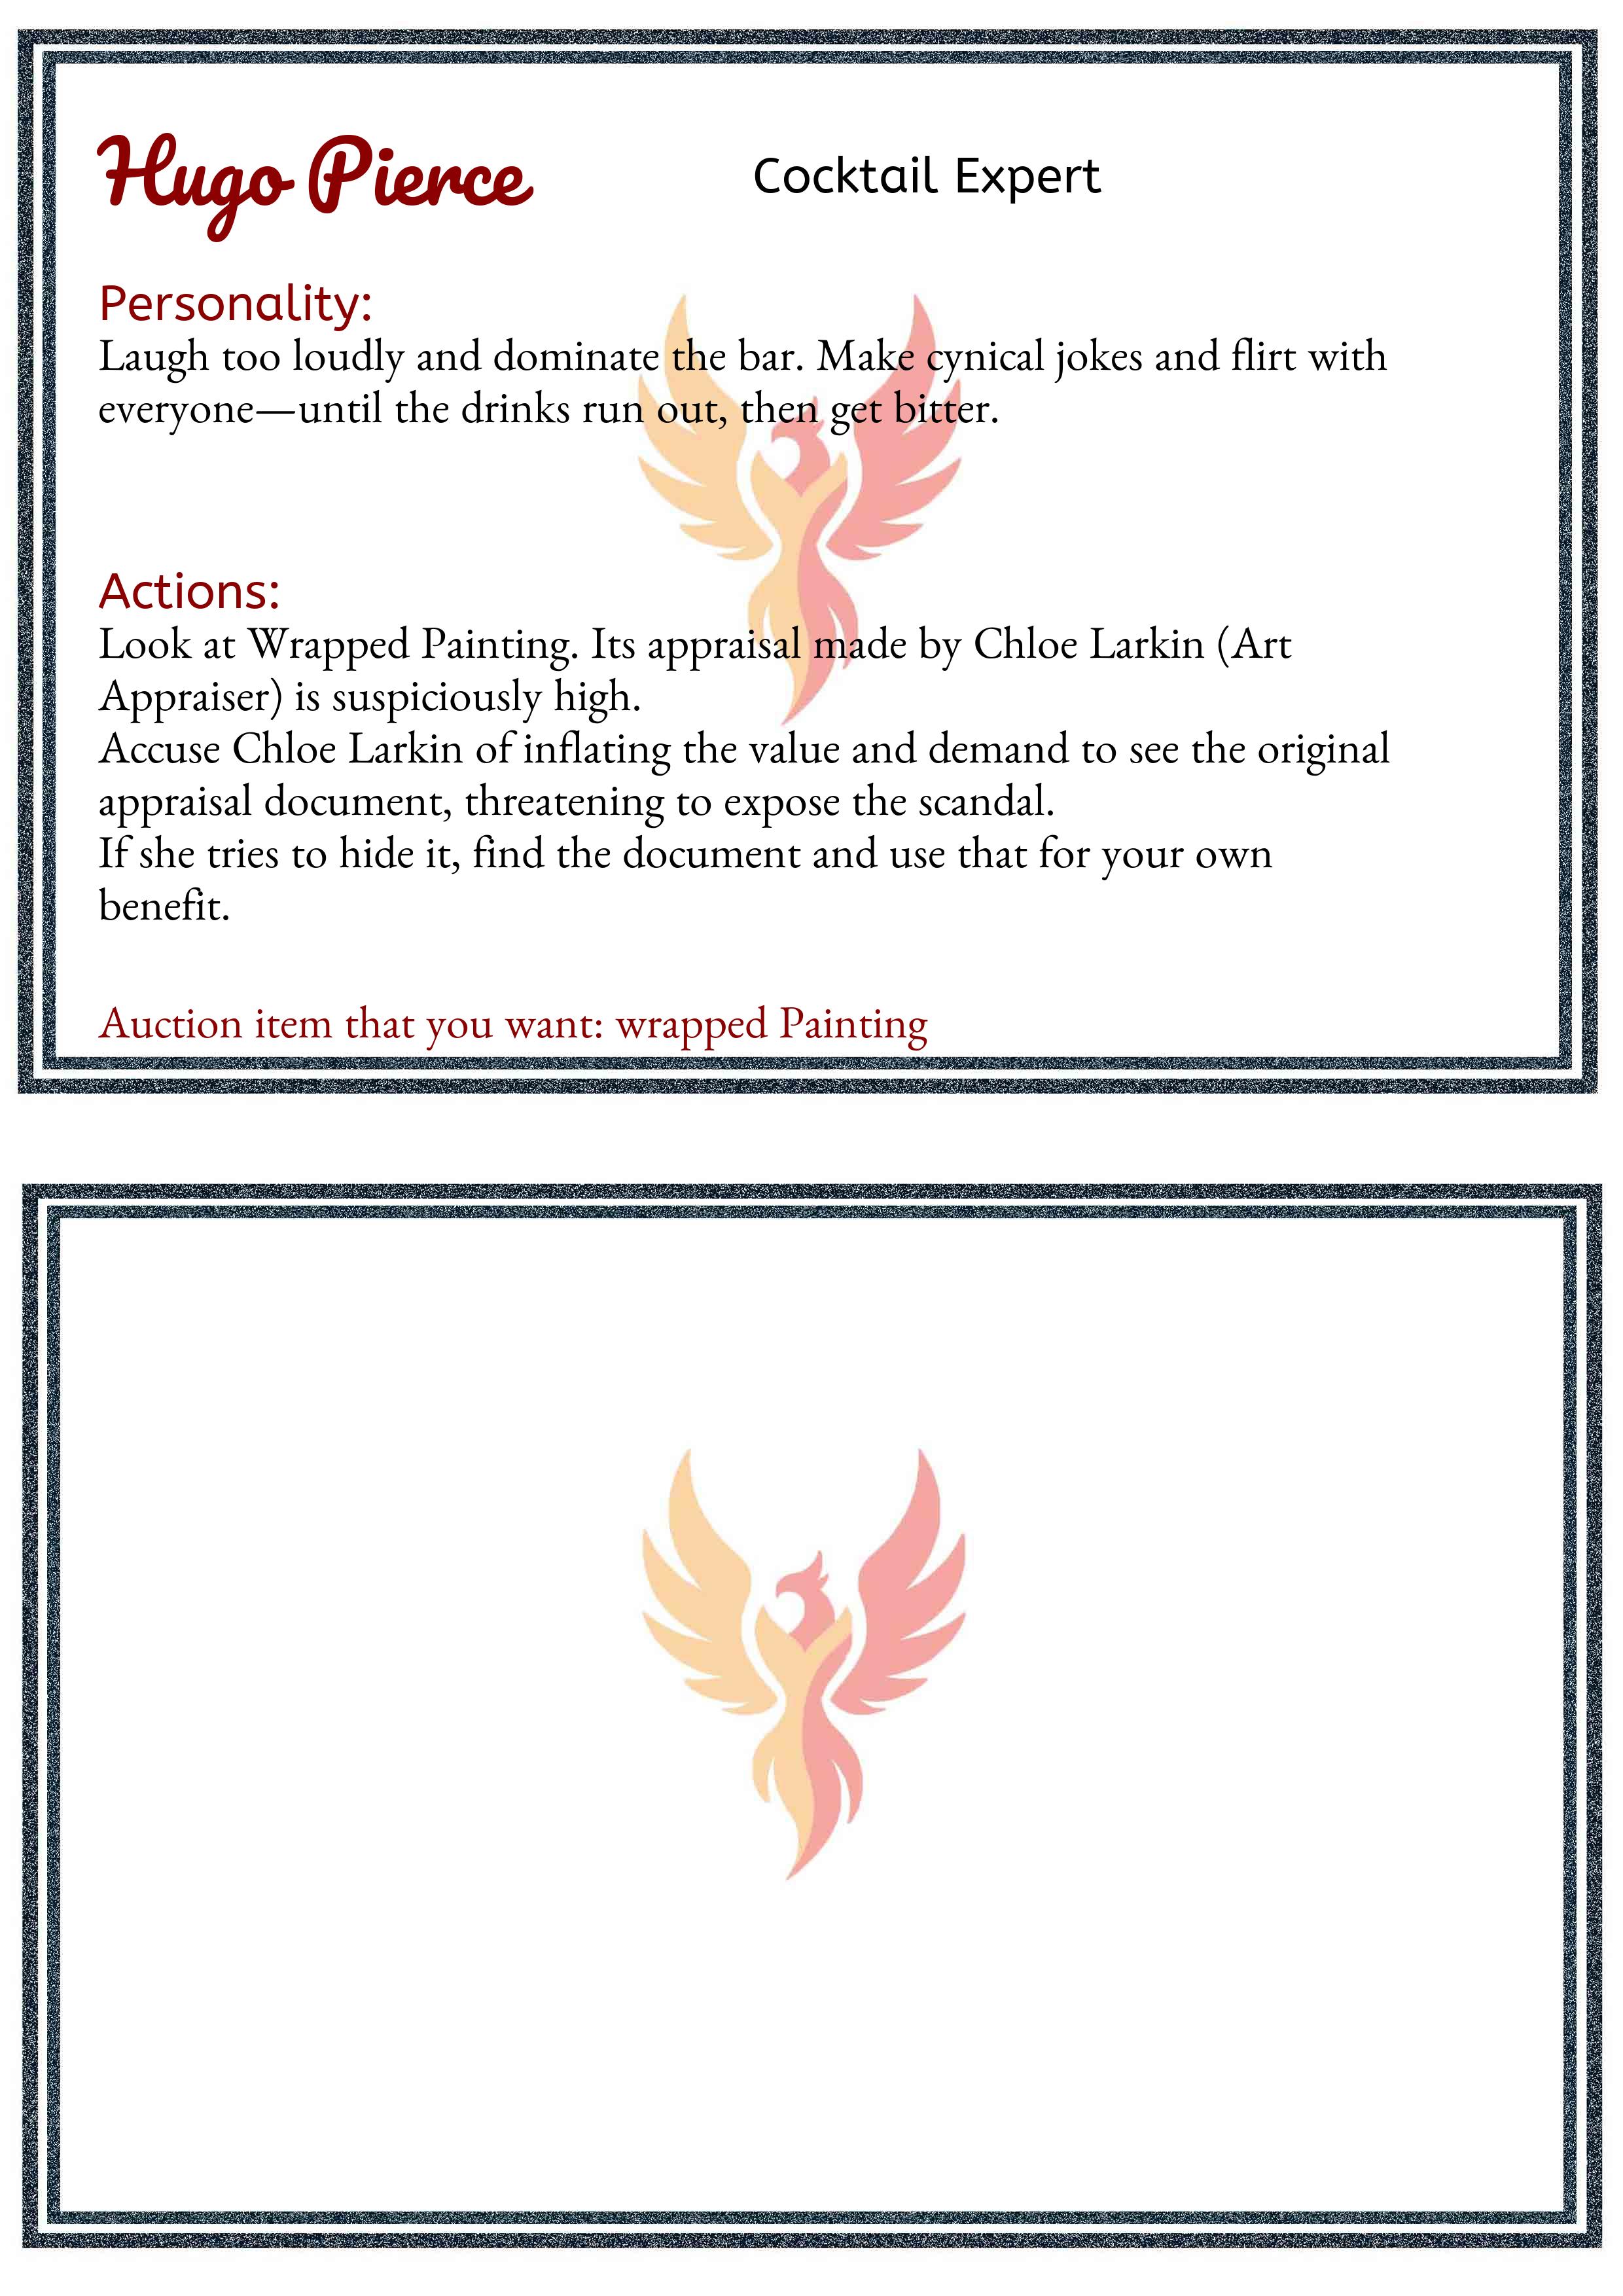 Hugo Pierce
Cocktail Expert
Personality:
Laugh too loudly and dominate the bar. Make cynical jokes and flirt with
everyone—until the drinks run out, then get bitter.
Actions:
Look at Wrapped Painting. Its appraisal made by Chloe Larkin (Art
Appraiser) is suspiciously high.
Accuse Chloe Larkin of inflating the value and demand to see the original
appraisal document, threatening to expose the scandal.
If she tries to hide it, find the document and use that for your own
benefit.
Auction item that you want: wrapped Painting